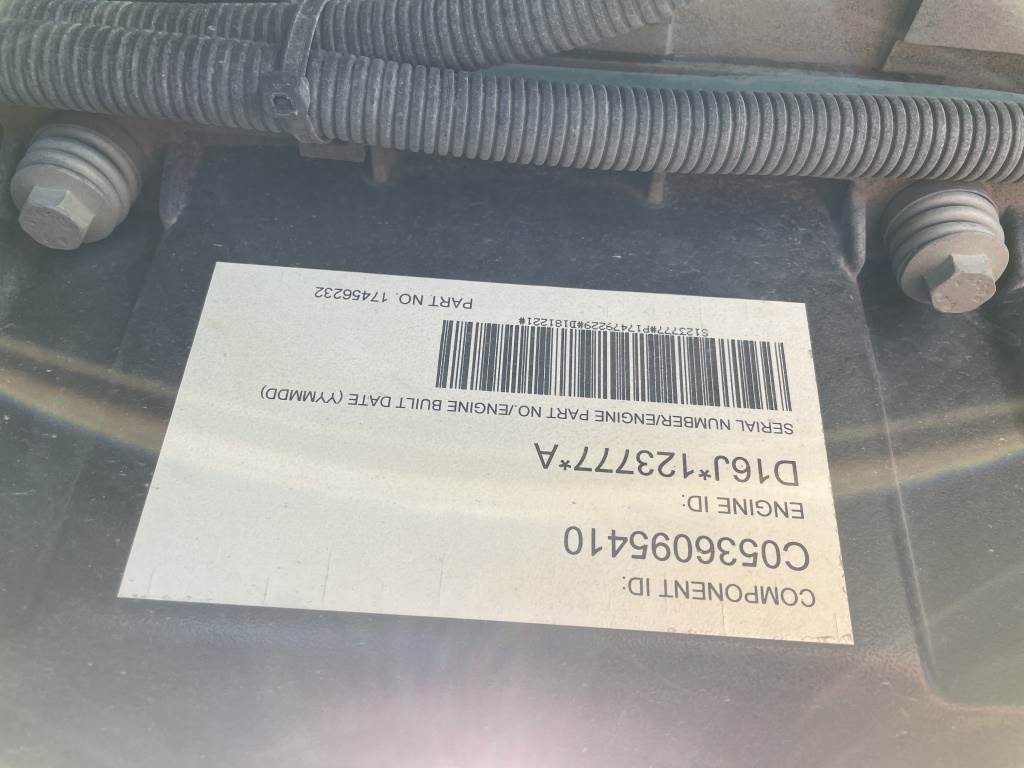 COMPONENT ID:
C0536095410
ENGINE ID:
D16J*123777*A
SERIAL NUMBER/ENGINE PART NO./ENGINE BUILT DATE (YYMMDD)
S123777#P17479229#D181221#
PART NO. 17456232